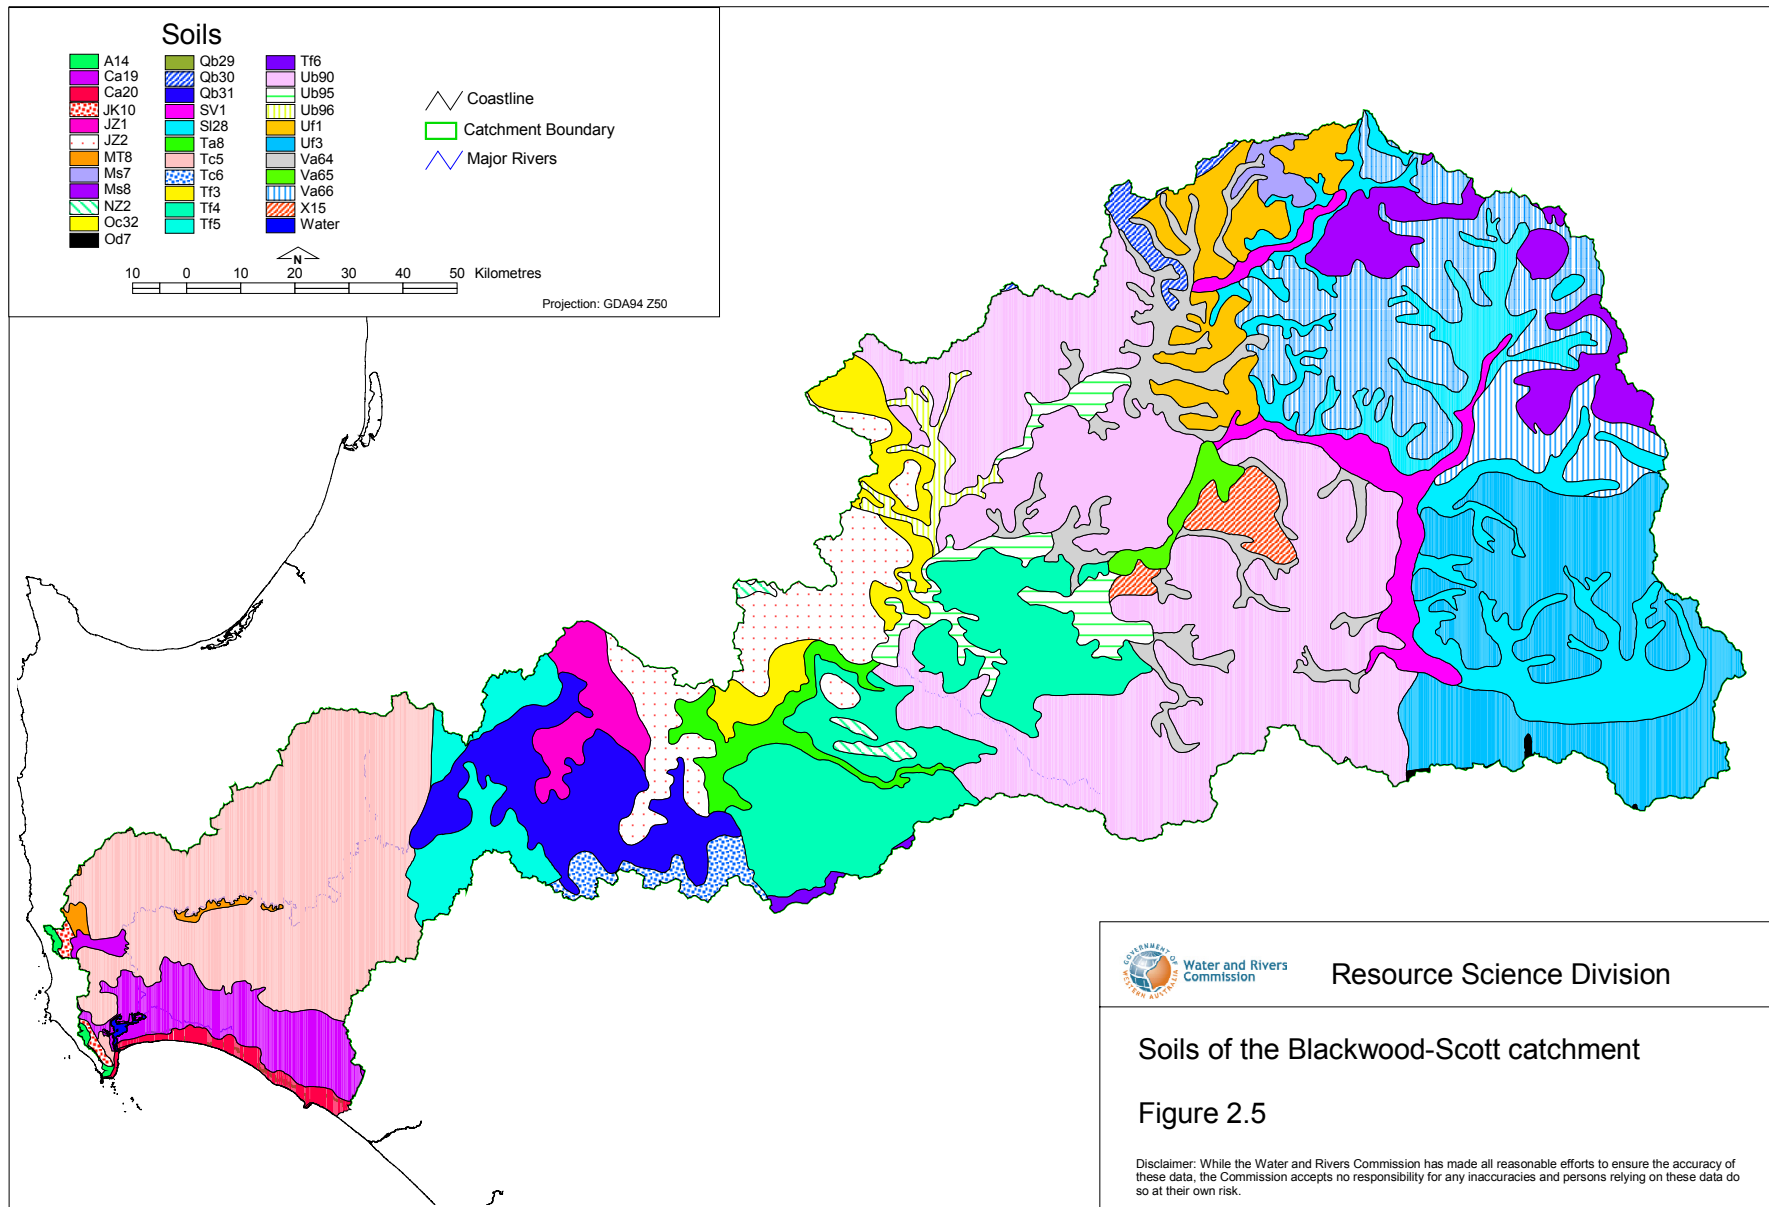 Soils
A14
Ca19
Ca20
JK10
JZ1
JZ2
MT8
Ms7
Ms8
NZ2
Oc32
Od7
Qb29
Qb30
Qb31
SV1
Sl28
Ta8
Tc5
Tc6
Tf3
Tf4
Tf5
Tf6
Ub90
Ub95
Ub96
Uf1
Uf3
Va64
Va65
Va66
X15
Water
Coastline
Catchment Boundary
Major Rivers
N
10 0 10 20 30 40 50 Kilometres
Projection: GDA94 Z50
GOVERNMENT OF
WESTERN AUSTRALIA
Water and Rivers
Commission
Resource Science Division
Soils of the Blackwood-Scott catchment
Figure 2.5
Disclaimer: While the Water and Rivers Commission has made all reasonable efforts to ensure the accuracy of
these data, the Commission accepts no responsibility for any inaccuracies and persons relying on these data do
so at their own risk.